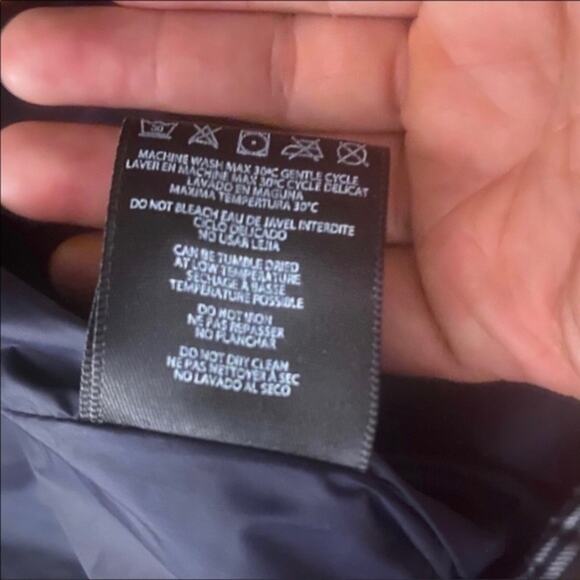 30
MACHINE WASH MAX 30°C GENTLE CYCLE
LAVER EN MACHINE MAX 30°C CYCLE DELICAT
LAVADO EN MAGUINA
MAXIMA TEMPERTURA 30°C
DO NOT BLEACH EAU DE JAVEL INTERDITE
CICLO DELICADO
NO USAR LEJIA
CAN BE TUMBLE DRIED
AT LOW TEMPERATURE
SECHAGE A BASSE
TEMPERATURE POSSIBLE
DO NOT IRON
NE PAS REPASSER
NO PLANCHAR
DO NOT DRY CLEAN
NE PAS NETTOYER A SEC
NO LAVADO AL SECO